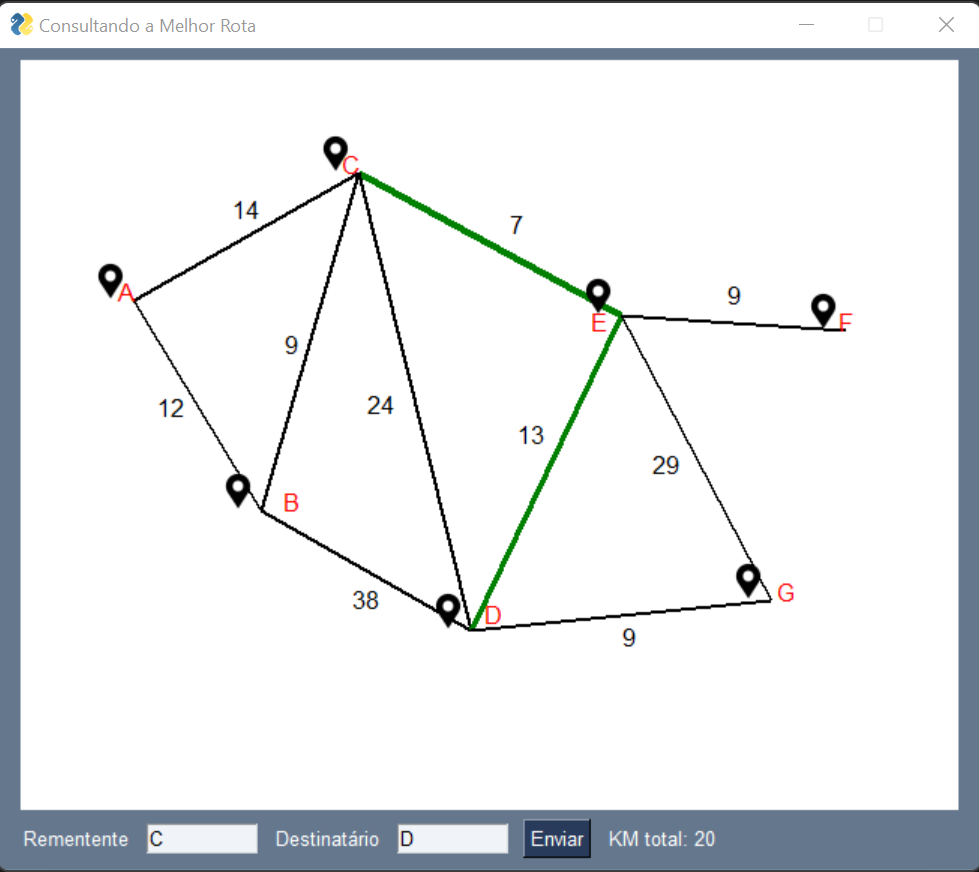 Consultando a Melhor Rota
C
14
7
A
9
E
F
9
24
12
13
29
B
G
38
D
9
Rementente C Destinatário D Enviar KM total: 20